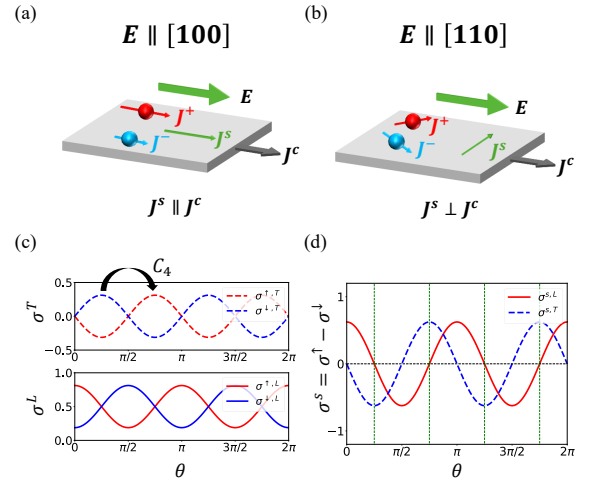 (a)
E ∥ [100]
E
J⁺
J⁻
Jˢ
Jᶜ
Jˢ ∥ Jᶜ
(b)
E ∥ [110]
E
J⁺
J⁻
Jˢ
Jᶜ
Jˢ ⊥ Jᶜ
(c)
C₄
σᵀ
0.5
0.0
−0.5
σ↑,ᵀ
σ↓,ᵀ
0 π/2 π 3π/2 2π
σᴸ
1.0
0.5
0.0
σ↑,ᴸ
σ↓,ᴸ
0 π/2 π 3π/2 2π
θ
(d)
σˢ = σ↑ − σ↓
1
0
−1
σˢ,ᴸ
σˢ,ᵀ
0 π/2 π 3π/2 2π
θ